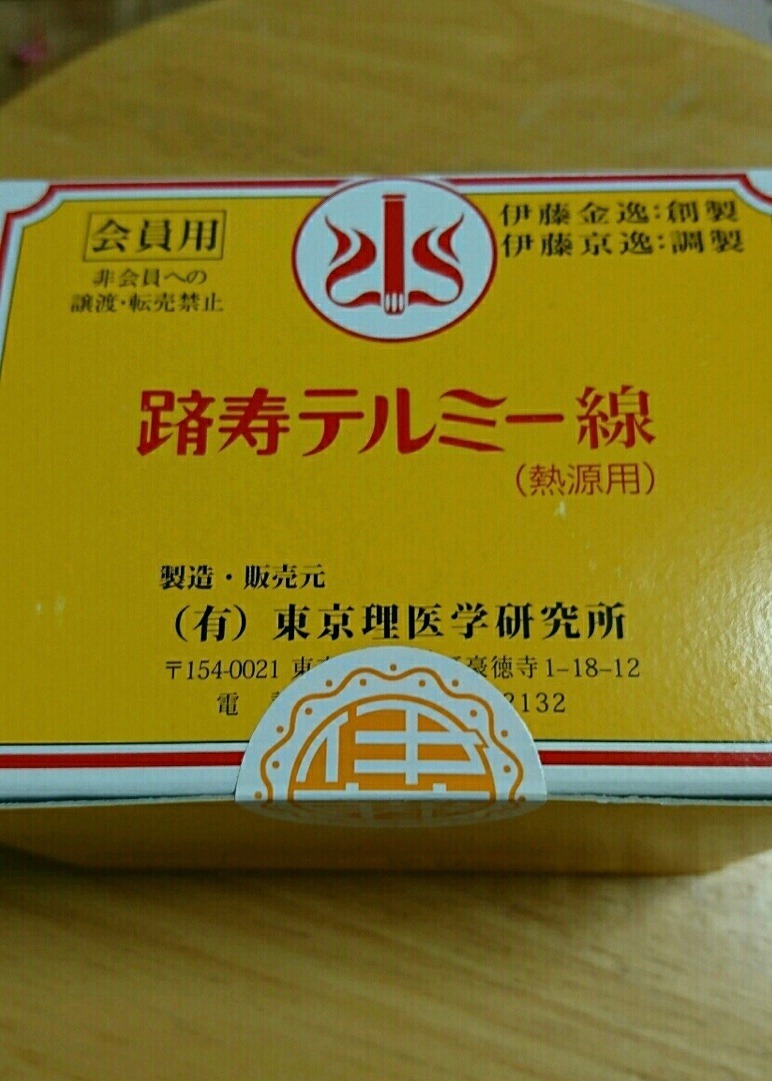 会員用
非会員への
譲渡・転売禁止
伊藤金逸:創製
伊藤京逸:調製
踖寿テルミー線
(熱源用)
製造・販売元
(有)東京理医学研究所
〒154-0021 東 豪徳寺1-18-12
電 2132